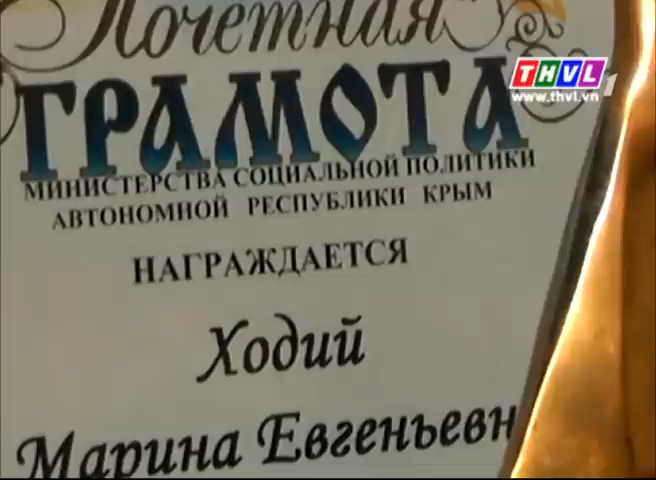 Почетная
ГРАМОТА
THVL1
www.thvl.vn
МИНИСТЕРСТВА СОЦИАЛЬНОЙ ПОЛИТИКИ
АВТОНОМНОЙ РЕСПУБЛИКИ КРЫМ
НАГРАЖДАЕТСЯ
Ходий
Марина Евгеньевн